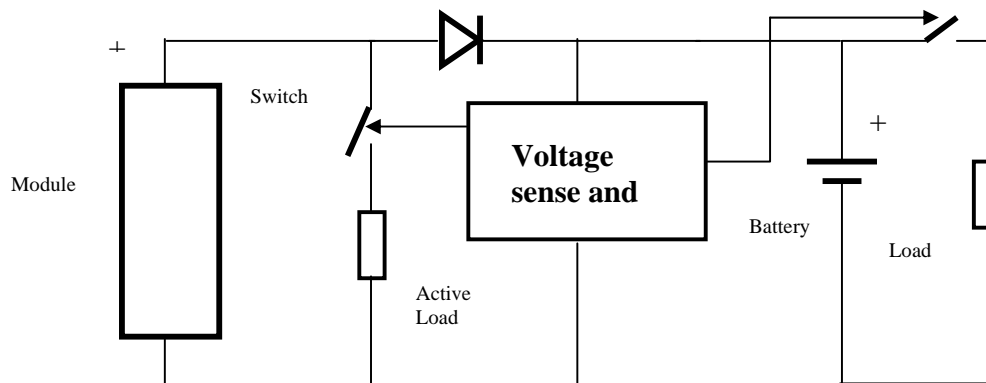 +
Switch
Module
Voltage
sense and
+
Battery
Load
Active
Load